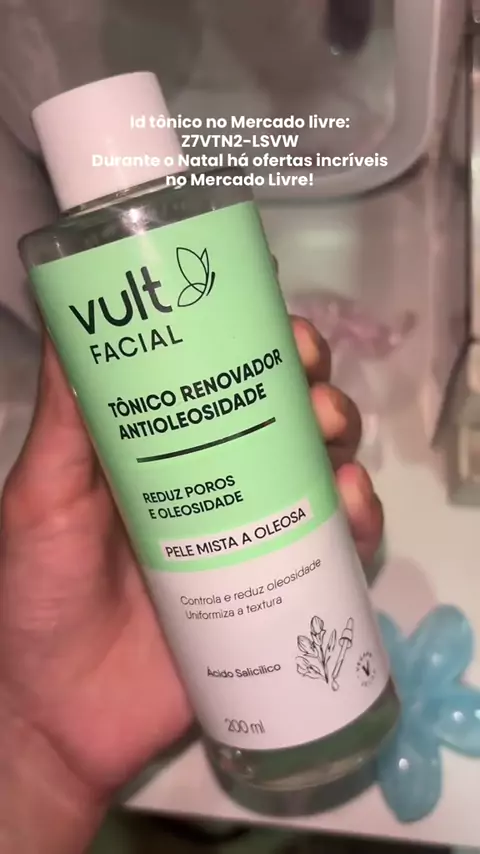 Id tônico no Mercado livre:
Z7VTN2-LSVW
Durante o Natal há ofertas incríveis
no Mercado Livre!
vult
FACIAL
TÔNICO RENOVADOR
ANTIOLEOSIDADE
REDUZ POROS
E OLEOSIDADE
PELE MISTA A OLEOSA
Controla e reduz oleosidade
Uniformiza a textura
Ácido Salicílico
200 ml